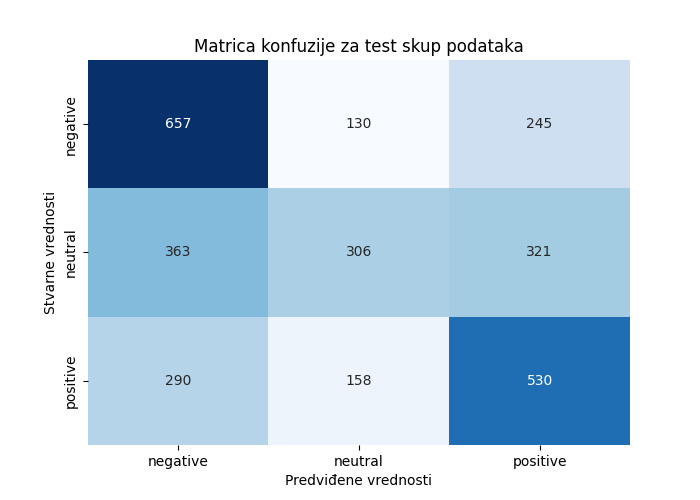 Matrica konfuzije za test skup podataka
Stvarne vrednosti
negative
657 130 245
neutral
363 306 321
positive
290 158 530
negative neutral positive
Predviđene vrednosti